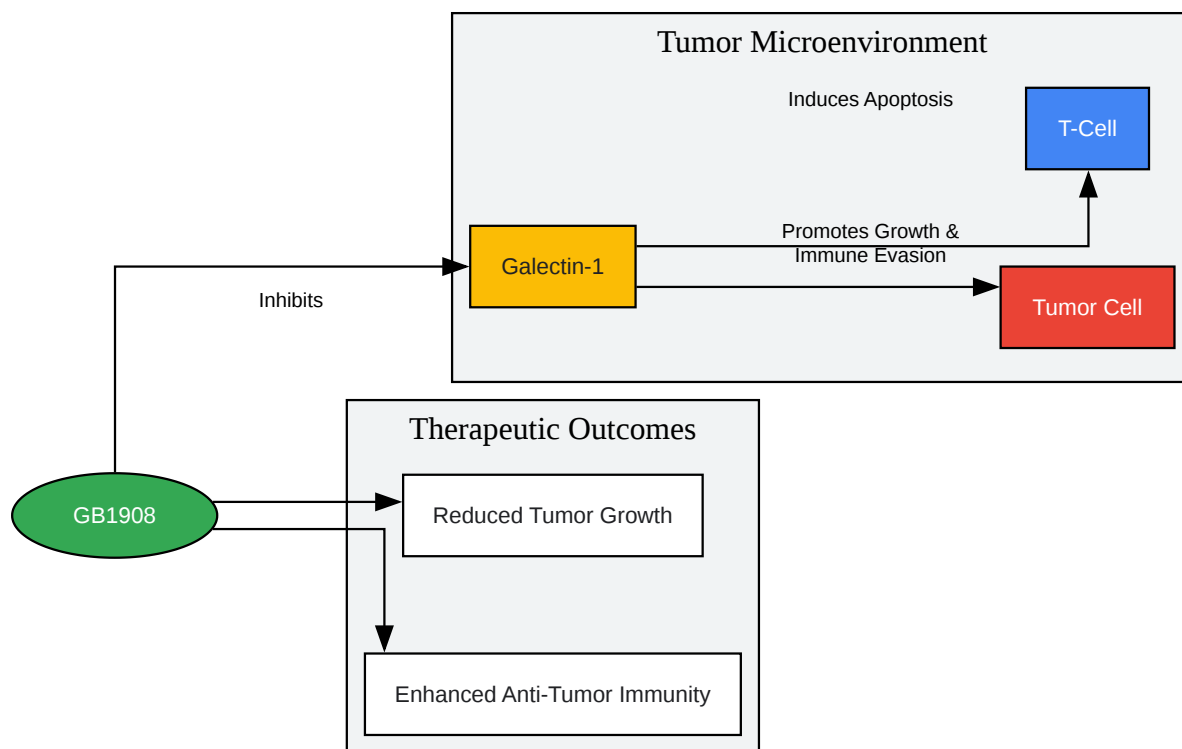 Tumor Microenvironment
Induces Apoptosis
T-Cell
Promotes Growth &
Immune Evasion
Galectin-1
Tumor Cell
Inhibits
Therapeutic Outcomes
GB1908
Reduced Tumor Growth
Enhanced Anti-Tumor Immunity